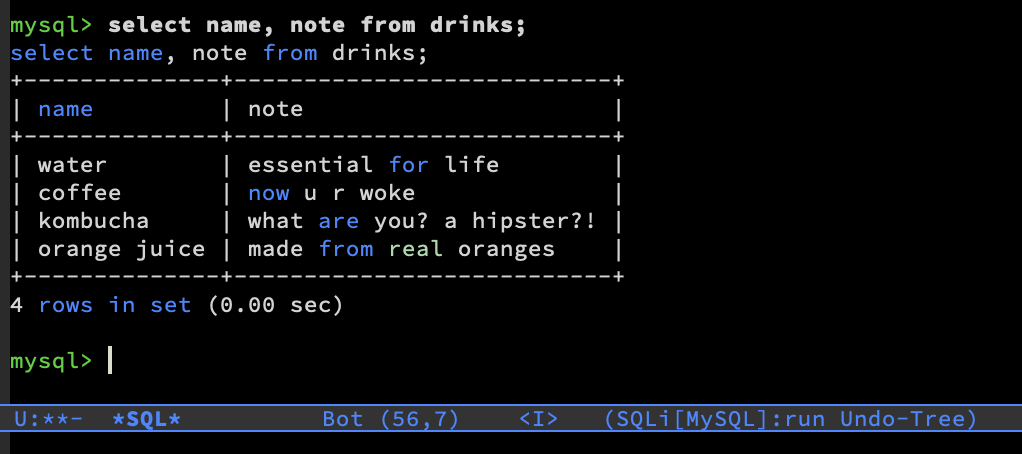 mysql> select name, note from drinks;
select name, note from drinks;
+--------------+---------------------------+
| name         | note                      |
+--------------+---------------------------+
| water        | essential for life        |
| coffee       | now u r woke              |
| kombucha     | what are you? a hipster?! |
| orange juice | made from real oranges    |
+--------------+---------------------------+
4 rows in set (0.00 sec)
mysql>
U:**-  *SQL*          Bot (56,7)    <I>   (SQLi[MySQL]:run Undo-Tree)